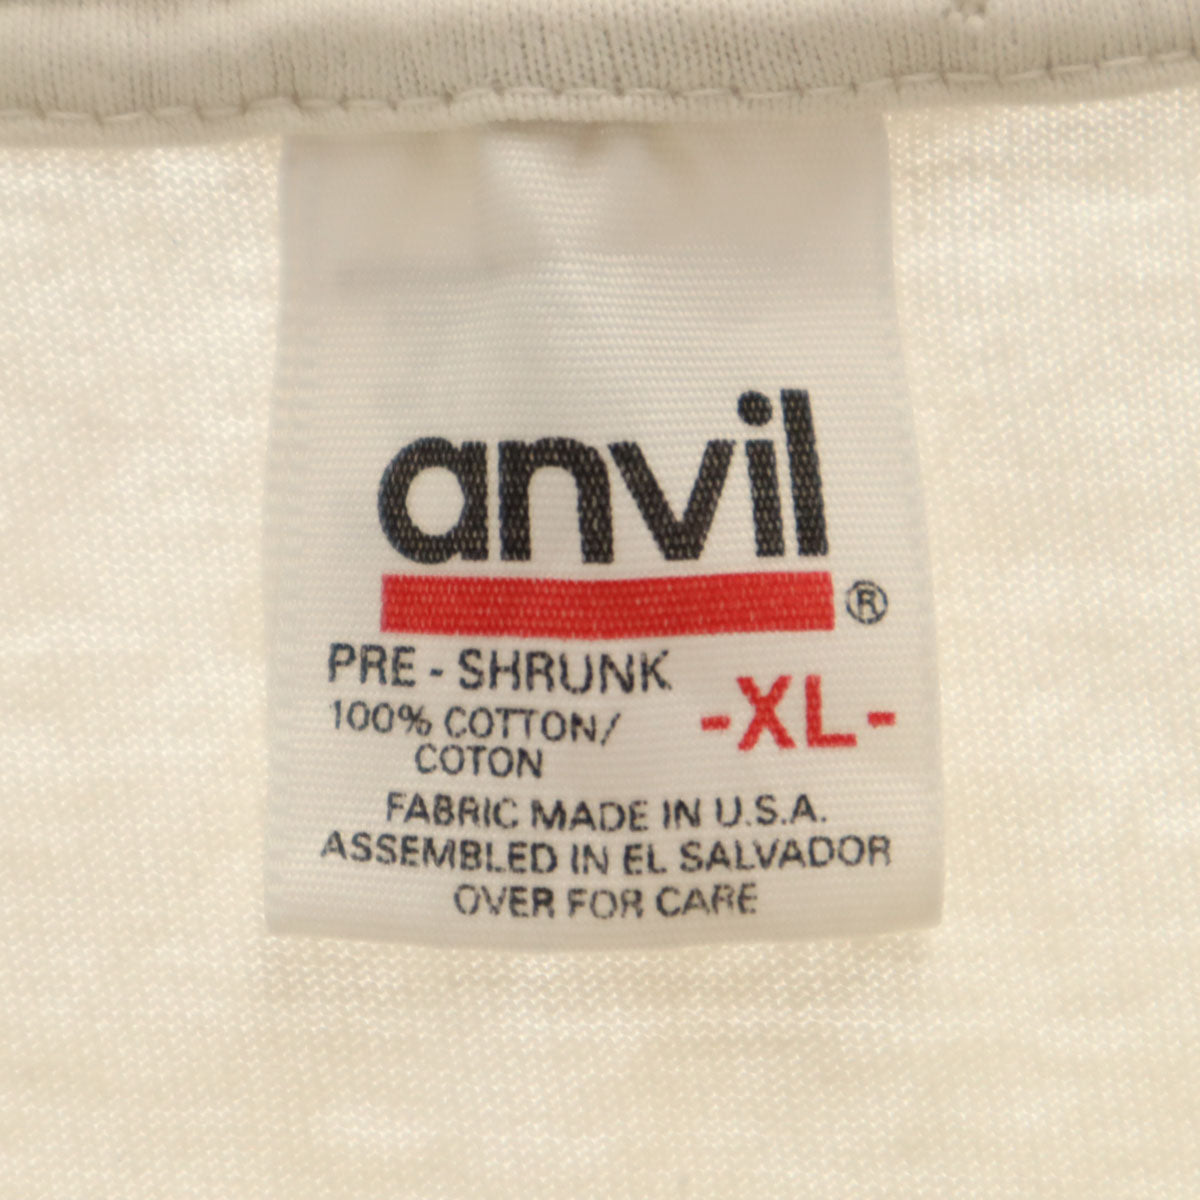 anvil
®
PRE - SHRUNK
-XL-
100% COTTON/
COTON
FABRIC MADE IN U.S.A.
ASSEMBLED IN EL SALVADOR
OVER FOR CARE